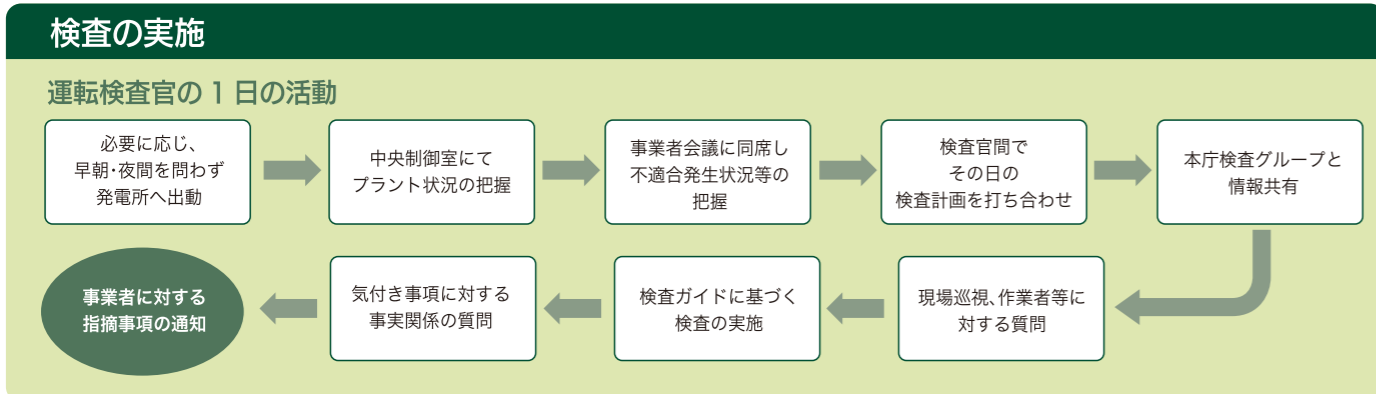 検査の実施
運転検査官の1日の活動
必要に応じ、
早朝・夜間を問わず
発電所へ出動
中央制御室にて
プラント状況の把握
事業者会議に同席し
不適合発生状況等の
把握
検査官間で
その日の
検査計画を打ち合わせ
本庁検査グループと
情報共有
現場巡視、作業者等に
対する質問
検査ガイドに基づく
検査の実施
気付き事項に対する
事実関係の質問
事業者に対する
指摘事項の通知